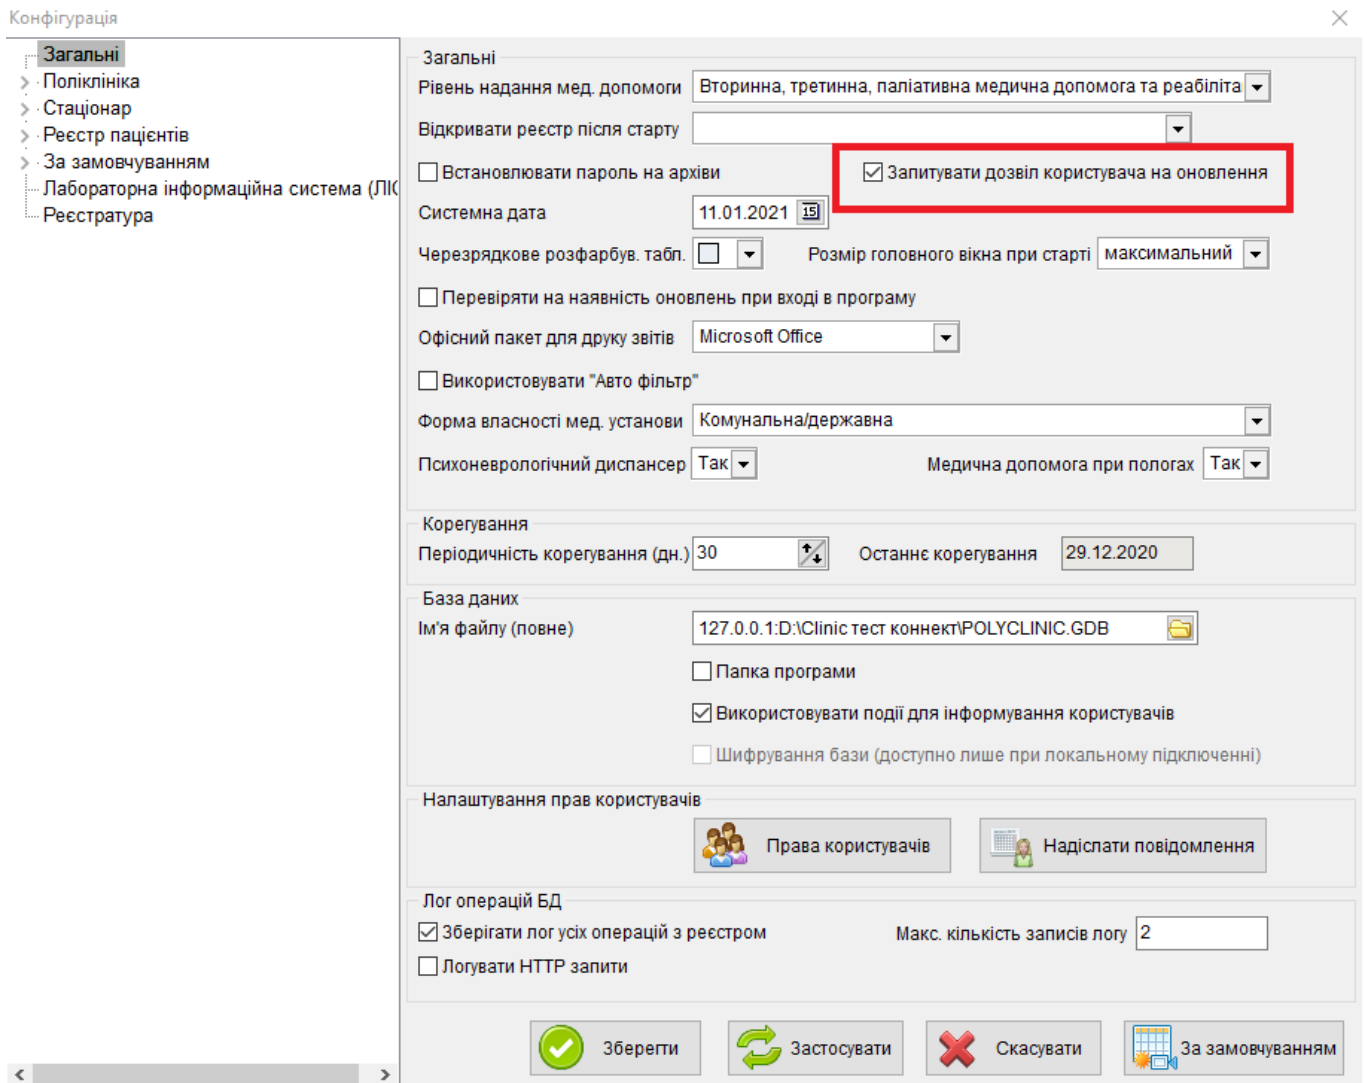 Конфігурація
Загальні
Поліклініка
Стаціонар
Реєстр пацієнтів
За замовчуванням
Лабораторна інформаційна система (ЛІС
Реєстратура
Загальні
Рівень надання мед. допомоги Вторинна, третинна, паліативна медична допомога та реабіліта
Відкривати реєстр після старту
Встановлювати пароль на архіви Запитувати дозвіл користувача на оновлення
Системна дата 11.01.2021 15
Черезрядкове розфарбув. табл. Розмір головного вікна при старті максимальний
Перевіряти на наявність оновлень при вході в програму
Офісний пакет для друку звітів Microsoft Office
Використовувати "Авто фільтр"
Форма власності мед. установи Комунальна/державна
Психоневрологічний диспансер Так Медична допомога при пологах Так
Корегування
Періодичність корегування (дн.) 30 Останнє корегування 29.12.2020
База даних
Ім'я файлу (повне) 127.0.0.1:D:\Clinic тест коннект\POLYCLINIC.GDB
Папка програми
Використовувати події для інформування користувачів
Шифрування бази (доступно лише при локальному підключенні)
Налаштування прав користувачів
Права користувачів Надіслати повідомлення
Лог операцій БД
Зберігати лог усіх операцій з реєстром Макс. кількість записів логу 2
Логувати HTTP запити
Зберегти Застосувати Скасувати За замовчуванням